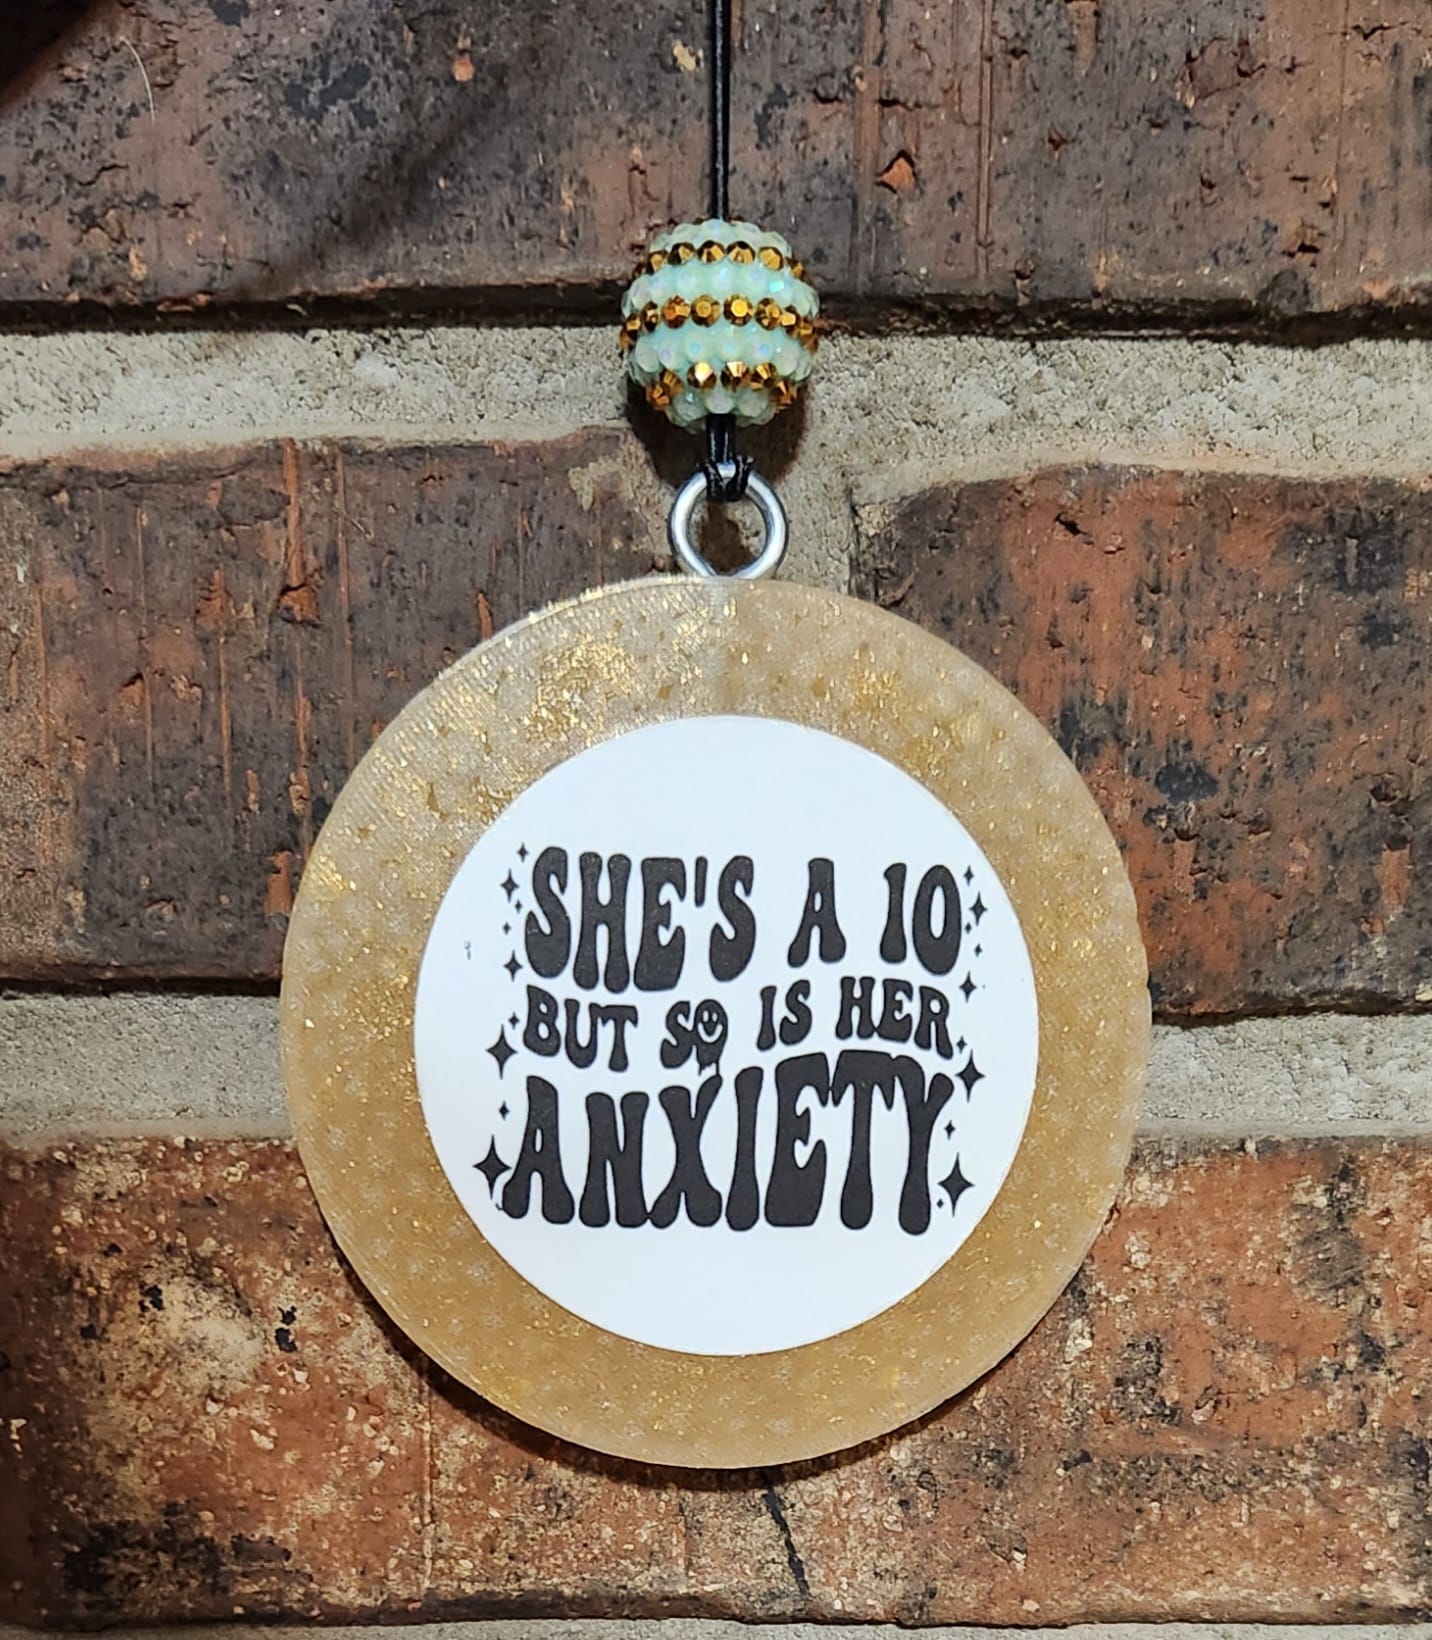 SHE'S A 10
BUT SO IS HER
ANXIETY